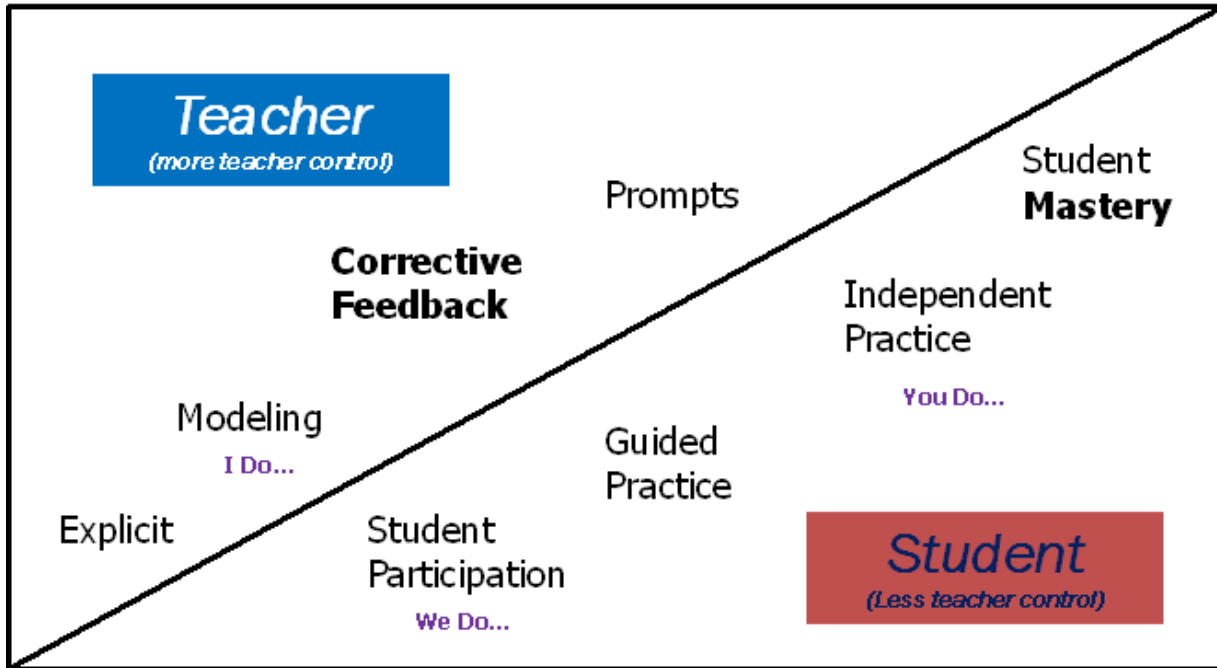 Teacher
(more teacher control)
Prompts
Corrective
Feedback
Modeling
I Do...
Explicit
Student
Mastery
Independent
Practice
You Do...
Guided
Practice
Student
Participation
We Do...
Student
(Less teacher control)